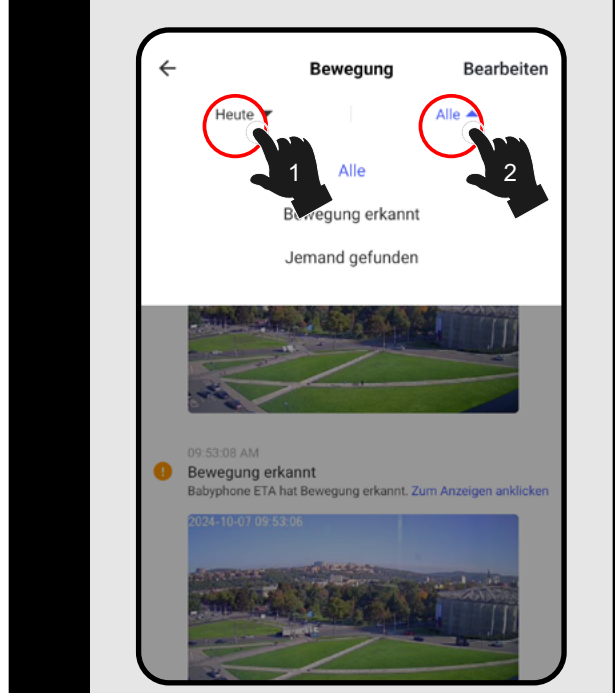 Bewegung
Bearbeiten
Heute
Alle
1
2
Alle
Bewegung erkannt
Jemand gefunden
09:53:08 AM
Bewegung erkannt
Babyphone ETA hat Bewegung erkannt. Zum Anzeigen anklicken
2024-10-07 09:53:06